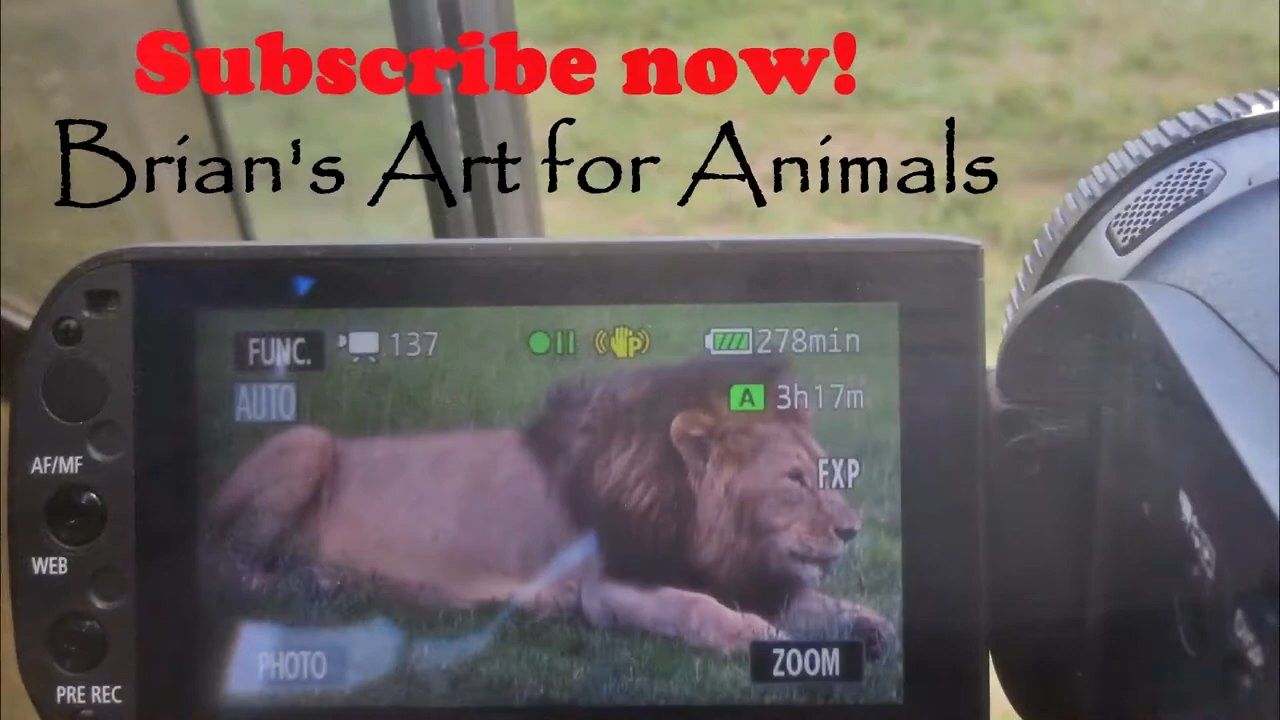 Subscribe now!
Brian's Art for Animals
FUNC. 137 278min
AUTO A 3h17m
AF/MF FXP
WEB
PHOTO ZOOM
PRE REC